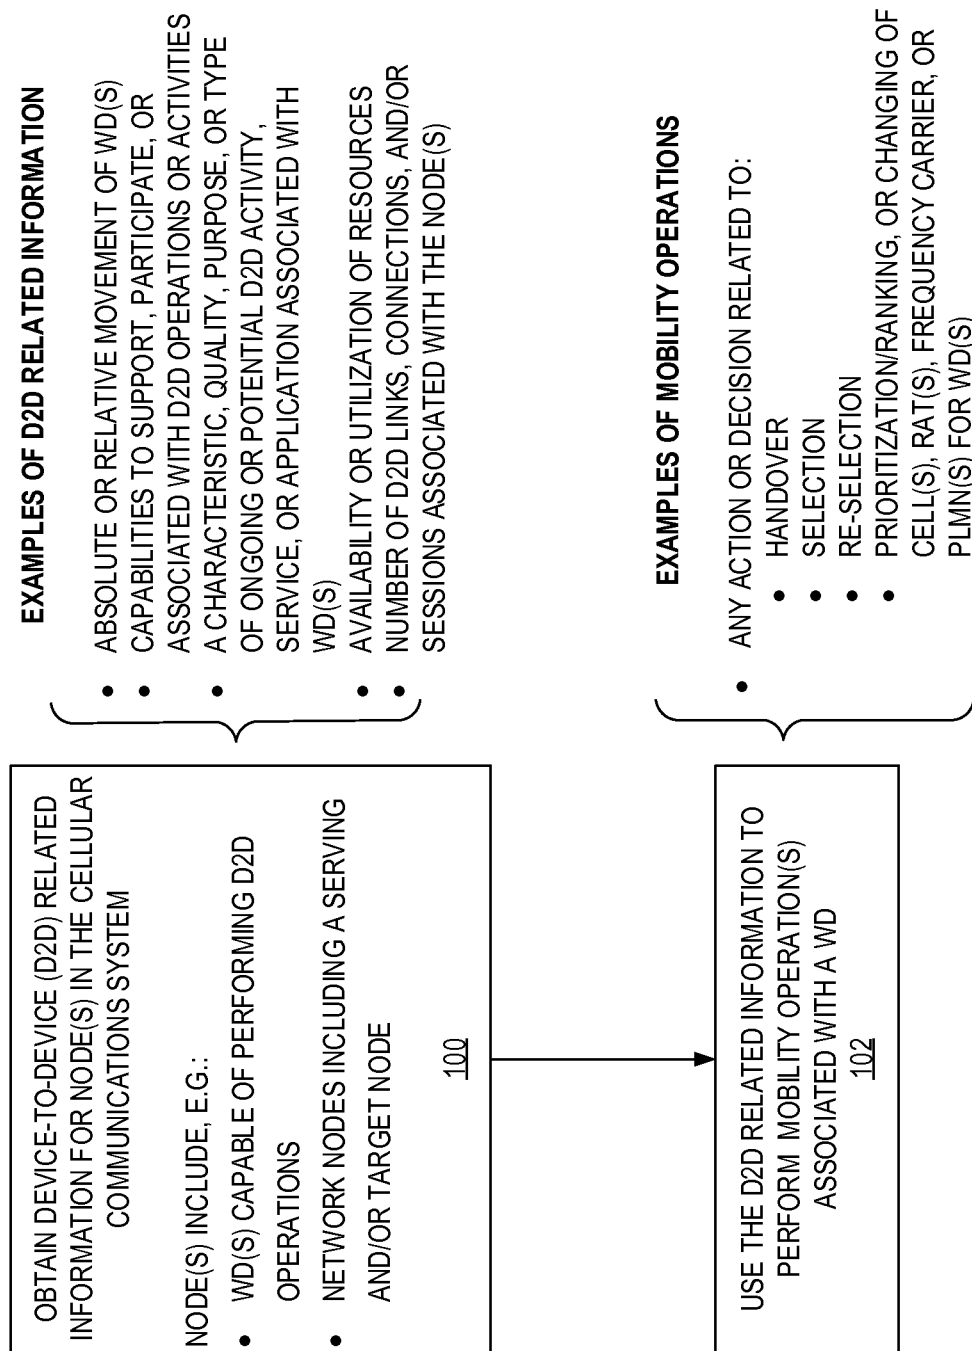 OBTAIN DEVICE-TO-DEVICE (D2D) RELATED
INFORMATION FOR NODE(S) IN THE CELLULAR
COMMUNICATIONS SYSTEM
NODE(S) INCLUDE, E.G.:
• WD(S) CAPABLE OF PERFORMING D2D
OPERATIONS
• NETWORK NODES INCLUDING A SERVING
AND/OR TARGET NODE
100
EXAMPLES OF D2D RELATED INFORMATION
• ABSOLUTE OR RELATIVE MOVEMENT OF WD(S)
• CAPABILITIES TO SUPPORT, PARTICIPATE, OR
ASSOCIATED WITH D2D OPERATIONS OR ACTIVITIES
• A CHARACTERISTIC, QUALITY, PURPOSE, OR TYPE
OF ONGOING OR POTENTIAL D2D ACTIVITY,
SERVICE, OR APPLICATION ASSOCIATED WITH
WD(S)
• AVAILABILITY OR UTILIZATION OF RESOURCES
• NUMBER OF D2D LINKS, CONNECTIONS, AND/OR
SESSIONS ASSOCIATED WITH THE NODE(S)
USE THE D2D RELATED INFORMATION TO
PERFORM MOBILITY OPERATION(S)
ASSOCIATED WITH A WD
102
EXAMPLES OF MOBILITY OPERATIONS
• ANY ACTION OR DECISION RELATED TO:
• HANDOVER
• SELECTION
• RE-SELECTION
• PRIORITIZATION/RANKING, OR CHANGING OF
CELL(S), RAT(S), FREQUENCY CARRIER, OR
PLMN(S) FOR WD(S)